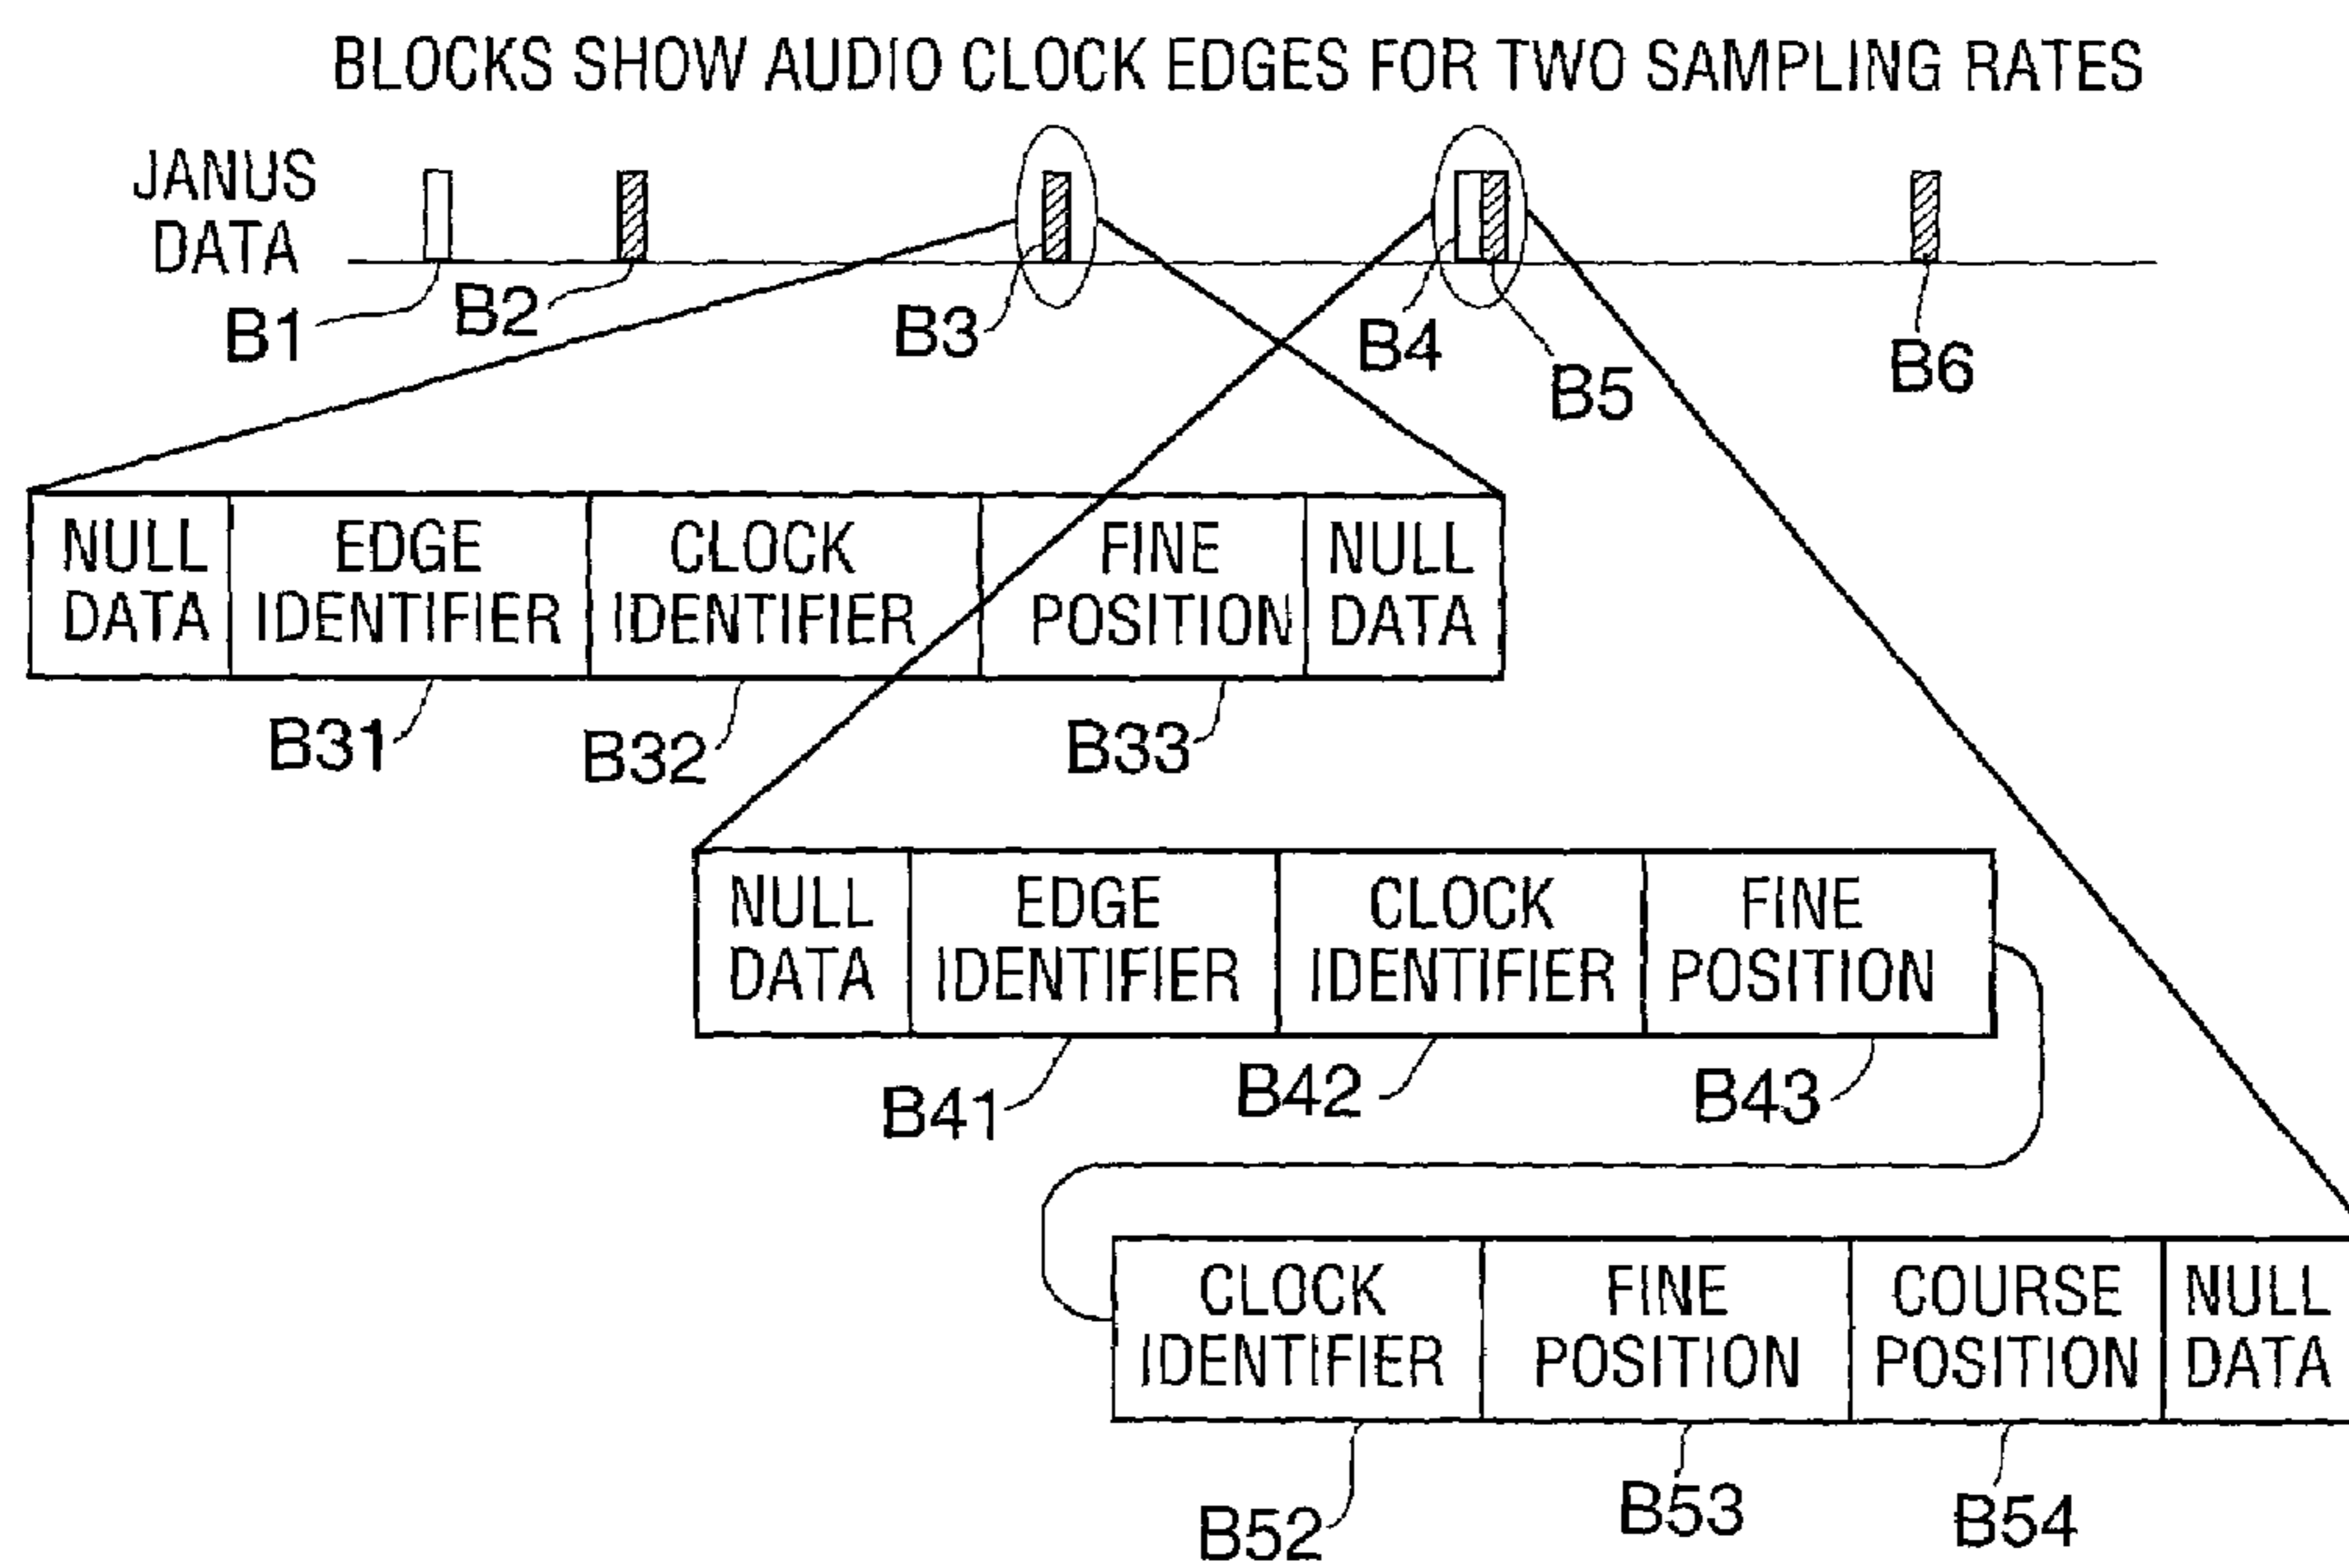 BLOCKS SHOW AUDIO CLOCK EDGES FOR TWO SAMPLING RATES
JANUS
DATA
B1
B2
B3
B4
B5
B6
NULL
DATA
EDGE
IDENTIFIER
CLOCK
IDENTIFIER
FINE
POSITION
NULL
DATA
B31
B32
B33
NULL
DATA
EDGE
IDENTIFIER
CLOCK
IDENTIFIER
FINE
POSITION
B41
B42
B43
CLOCK
IDENTIFIER
FINE
POSITION
COURSE
POSITION
NULL
DATA
B52
B53
B54